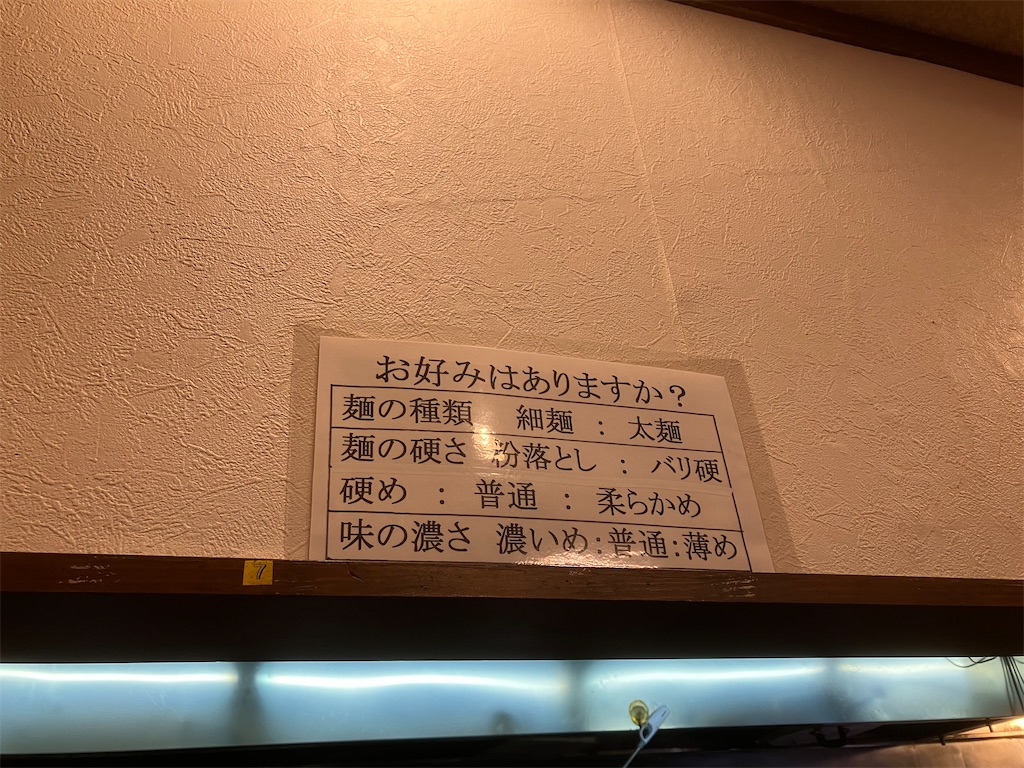 お好みはありますか?
麺の種類 細麺 : 太麺
麺の硬さ 粉落とし : バリ硬
硬め : 普通 : 柔らかめ
味の濃さ 濃いめ:普通:薄め
7